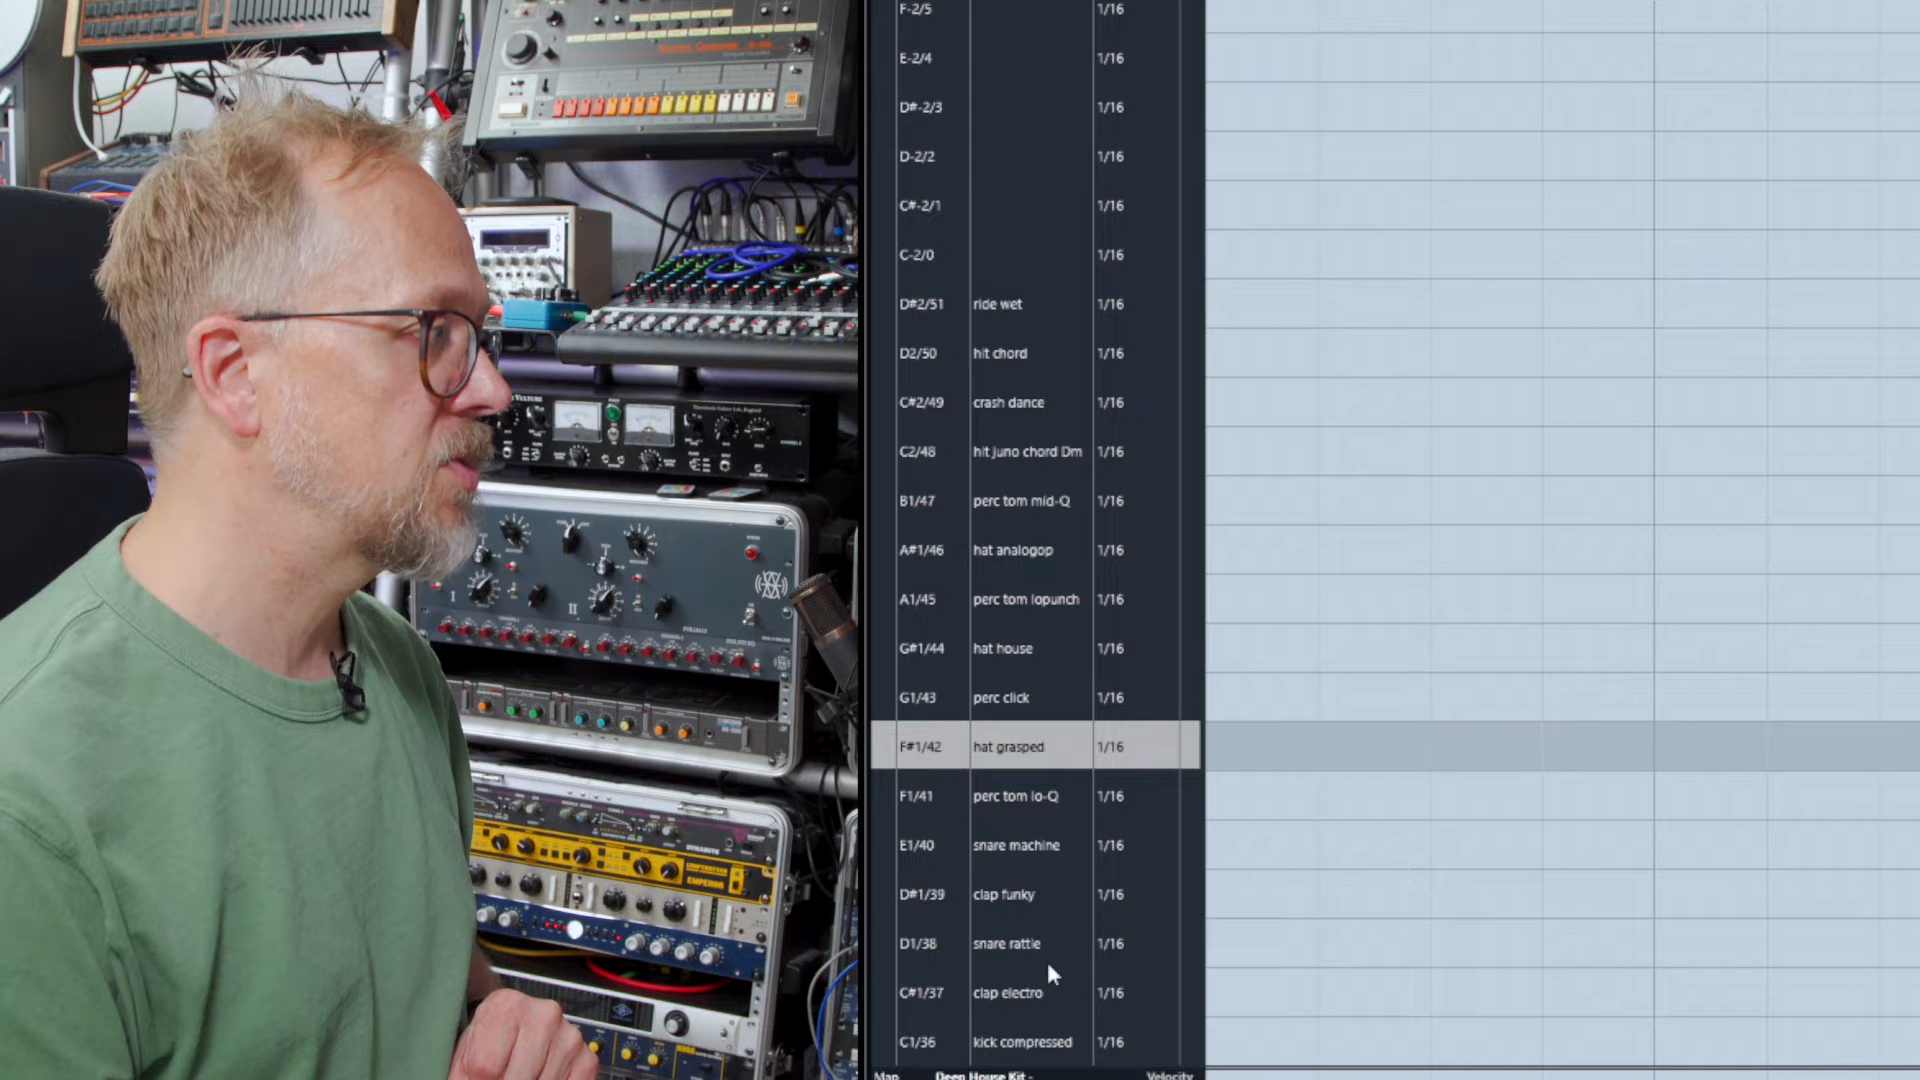 F-2/5 1/16
E-2/4 1/16
D#-2/3 1/16
D-2/2 1/16
C#-2/1 1/16
C-2/0 1/16
D#2/51 ride wet 1/16
D2/50 hit chord 1/16
C#2/49 crash dance 1/16
C2/48 hit juno chord Dm 1/16
B1/47 perc tom mid-Q 1/16
A#1/46 hat analogop 1/16
A1/45 perc tom lopunch 1/16
G#1/44 hat house 1/16
G1/43 perc click 1/16
F#1/42 hat grasped 1/16
F1/41 perc tom lo-Q 1/16
E1/40 snare machine 1/16
D#1/39 clap funky 1/16
D1/38 snare rattle 1/16
C#1/37 clap electro 1/16
C1/36 kick compressed 1/16
Map Deep House Kit Velocity
VULTURE
I II
EMPEROR